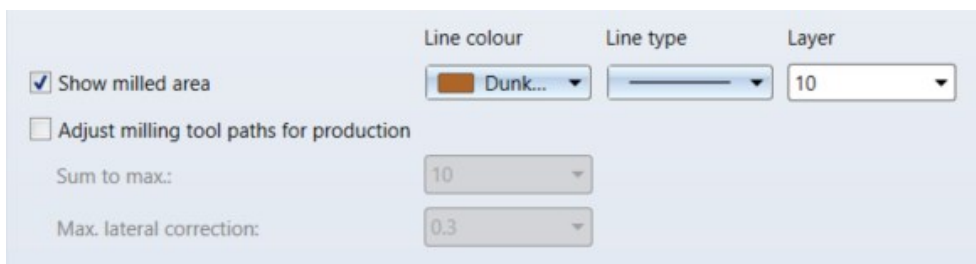 Line colour Line type Layer
Show milled area Dunk... 10
Adjust milling tool paths for production
Sum to max.: 10
Max. lateral correction: 0.3